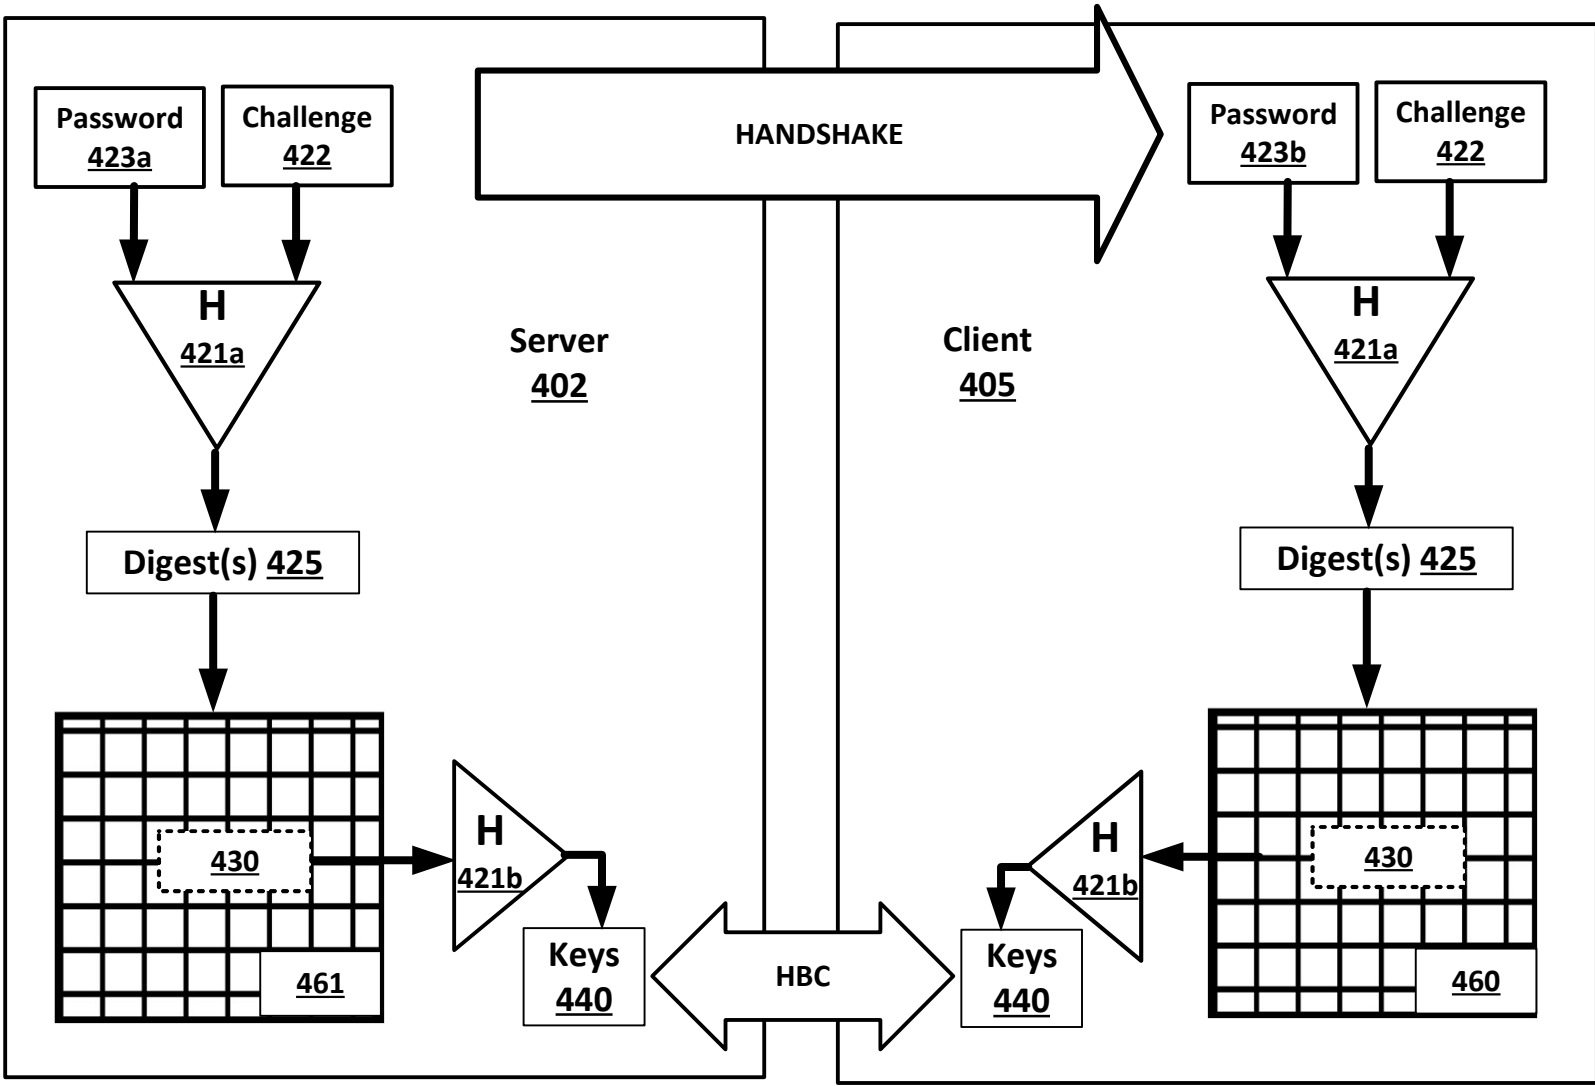 Password
423a
Challenge
422
HANDSHAKE
Password
423b
Challenge
422
H
421a
Server
402
Client
405
H
421a
Digest(s) 425
Digest(s) 425
430
H
421b
461
Keys
440
HBC
Keys
440
H
421b
430
460